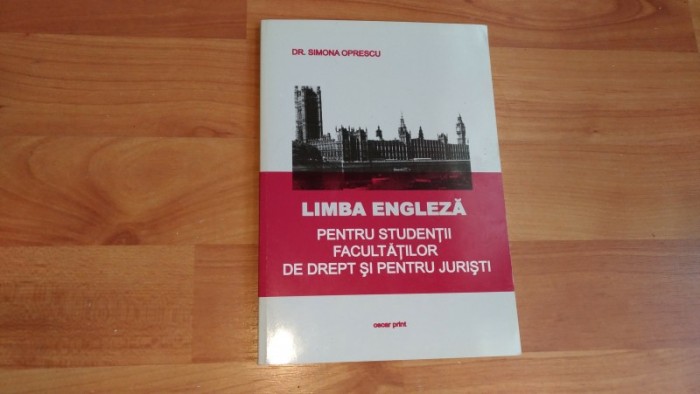 DR. SIMONA OPRESCU
LIMBA ENGLEZĂ
PENTRU STUDENȚII
FACULTĂȚILOR
DE DREPT ȘI PENTRU JURIȘTI
oscar print